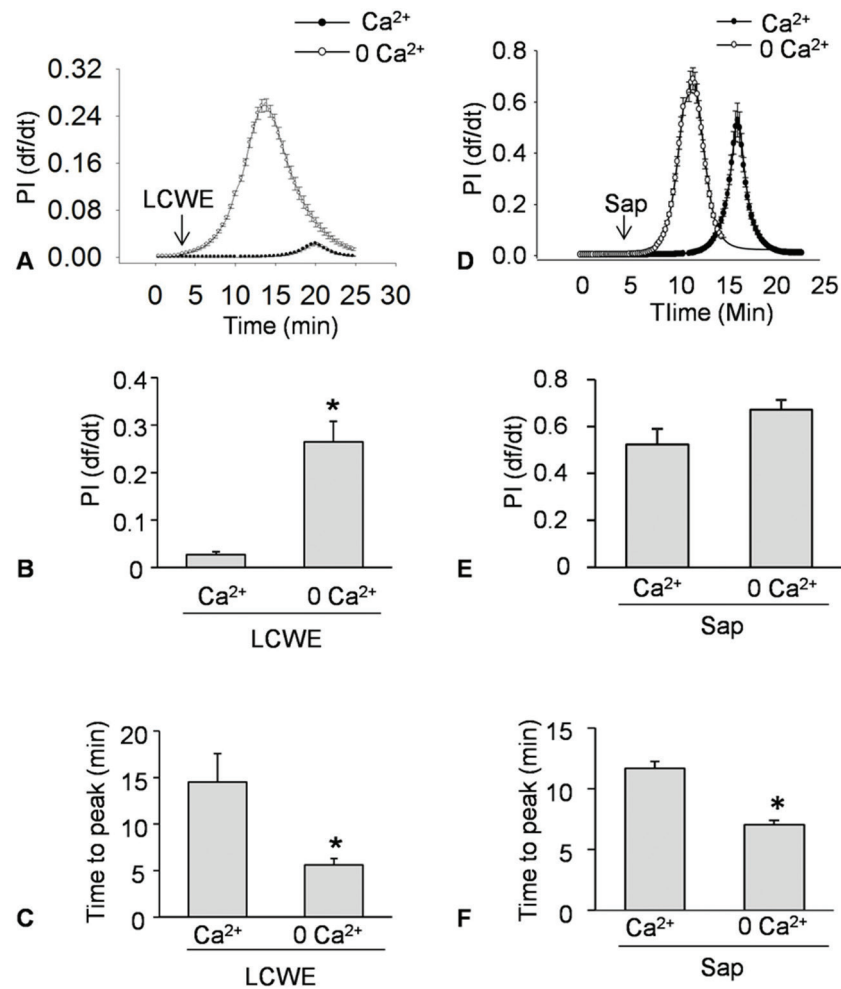 Ca²⁺
0 Ca²⁺
0.32
0.24
0.16
0.08
0.00
PI (df/dt)
LCWE
A
0 5 10 15 20 25 30
Time (min)
Ca²⁺
0 Ca²⁺
0.8
0.6
0.4
0.2
0.0
PI (df/dt)
Sap
D
0 5 10 15 20 25
TIime (Min)
0.4
0.3
0.2
0.1
0
PI (df/dt)
*
B
Ca²⁺ 0 Ca²⁺
LCWE
0.8
0.6
0.4
0.2
0
PI (df/dt)
E
Ca²⁺ 0 Ca²⁺
Sap
20
15
10
5
0
Time to peak (min)
*
C
Ca²⁺ 0 Ca²⁺
LCWE
15
10
5
0
Time to peak (min)
*
F
Ca²⁺ 0 Ca²⁺
Sap